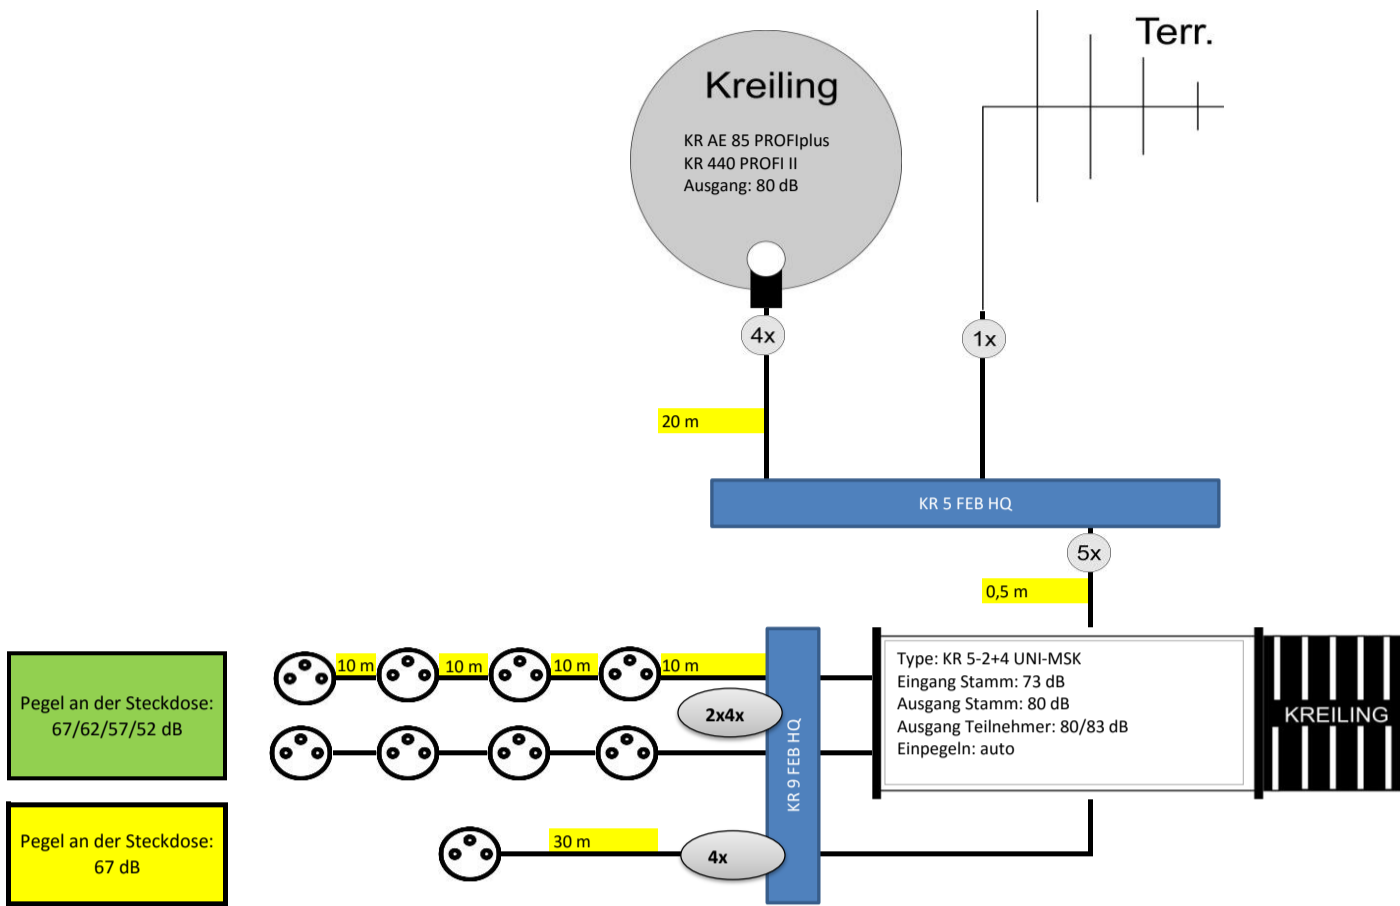 Terr.
Kreiling
KR AE 85 PROFIplus
KR 440 PROFI II
Ausgang: 80 dB
4x
1x
20 m
KR 5 FEB HQ
5x
0,5 m
10 m
10 m
10 m
10 m
Pegel an der Steckdose:
67/62/57/52 dB
2x4x
KR 9 FEB HQ
Type: KR 5-2+4 UNI-MSK
Eingang Stamm: 73 dB
Ausgang Stamm: 80 dB
Ausgang Teilnehmer: 80/83 dB
Einpegeln: auto
KREILING
Pegel an der Steckdose:
67 dB
30 m
4x